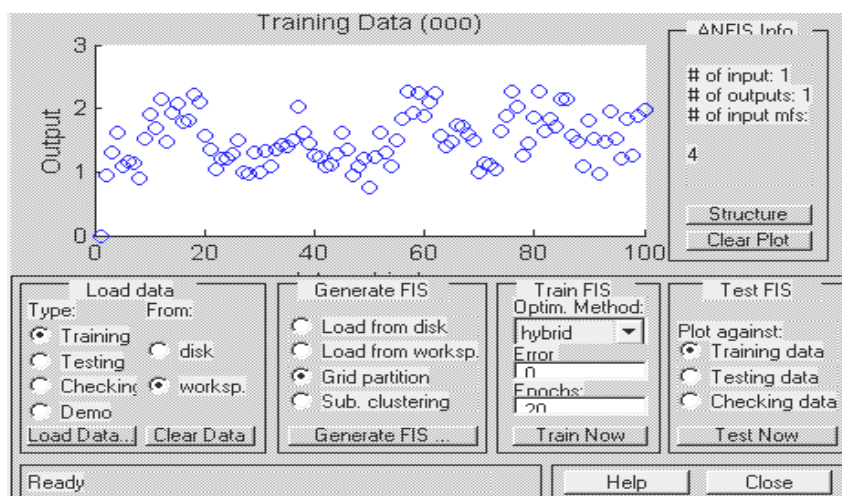 Training Data (ooo)
3
2
1
0
Output
0
20
40
60
80
100
ANFIS Info
# of input: 1
# of outputs: 1
# of input mfs:
4
Structure
Clear Plot
Load data
Type:
From:
Training
Testing
Checking
Demo
disk
worksp.
Load Data...
Clear Data
Generate FIS
Load from disk
Load from worksp.
Grid partition
Sub. clustering
Generate FIS ...
Train FIS
Optim. Method:
hybrid
Error
0
Epochs:
20
Train Now
Test FIS
Plot against:
Training data
Testing data
Checking data
Test Now
Ready
Help
Close